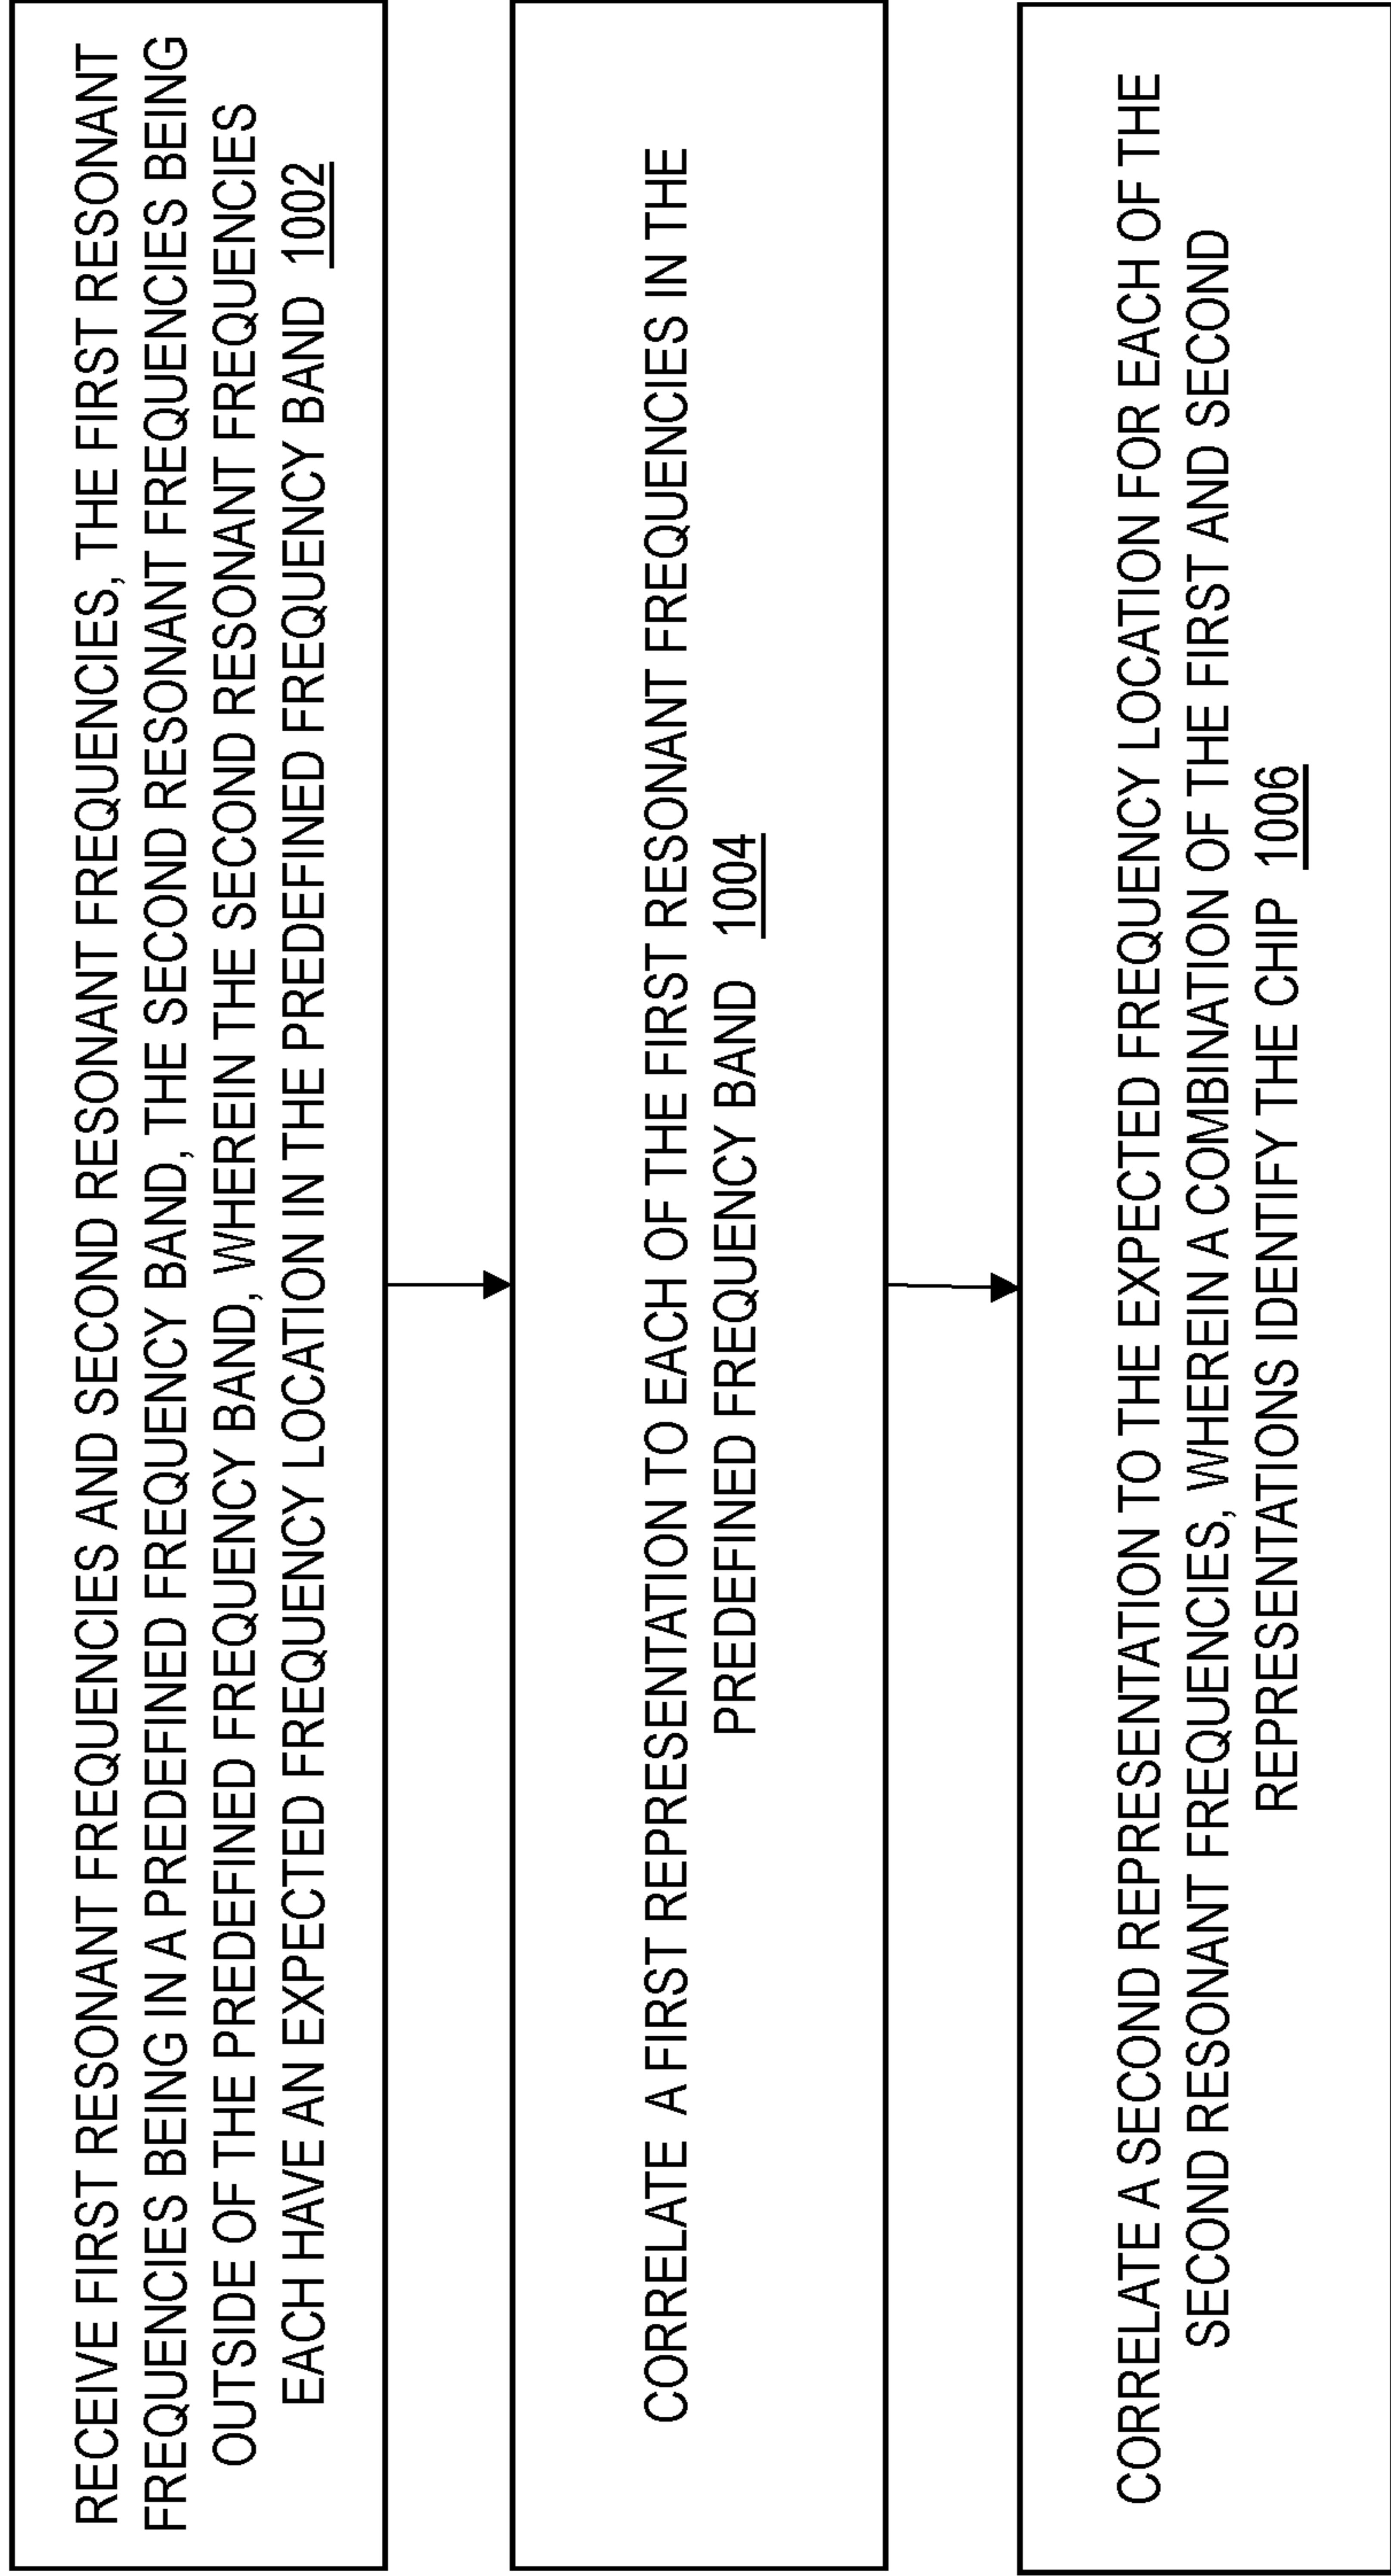 RECEIVE FIRST RESONANT FREQUENCIES AND SECOND RESONANT FREQUENCIES, THE FIRST RESONANT
FREQUENCIES BEING IN A PREDEFINED FREQUENCY BAND, THE SECOND RESONANT FREQUENCIES BEING
OUTSIDE OF THE PREDEFINED FREQUENCY BAND, WHEREIN THE SECOND RESONANT FREQUENCIES
EACH HAVE AN EXPECTED FREQUENCY LOCATION IN THE PREDEFINED FREQUENCY BAND 1002
CORRELATE A FIRST REPRESENTATION TO EACH OF THE FIRST RESONANT FREQUENCIES IN THE
PREDEFINED FREQUENCY BAND 1004
CORRELATE A SECOND REPRESENTATION TO THE EXPECTED FREQUENCY LOCATION FOR EACH OF THE
SECOND RESONANT FREQUENCIES, WHEREIN A COMBINATION OF THE FIRST AND SECOND
REPRESENTATIONS IDENTIFY THE CHIP 1006